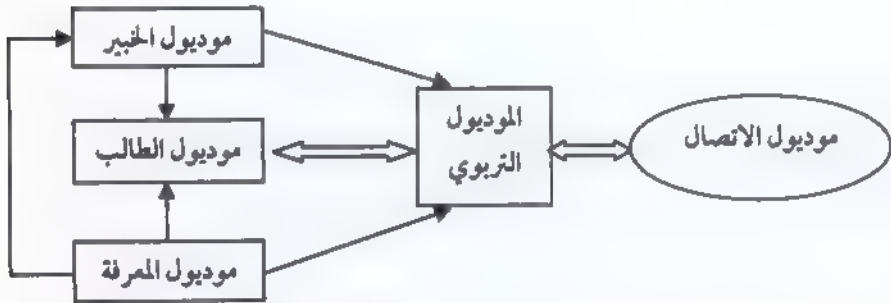 موديول الخبير
موديول الطالب
موديول المعرفة
الموديول
التربوي
موديول الاتصال